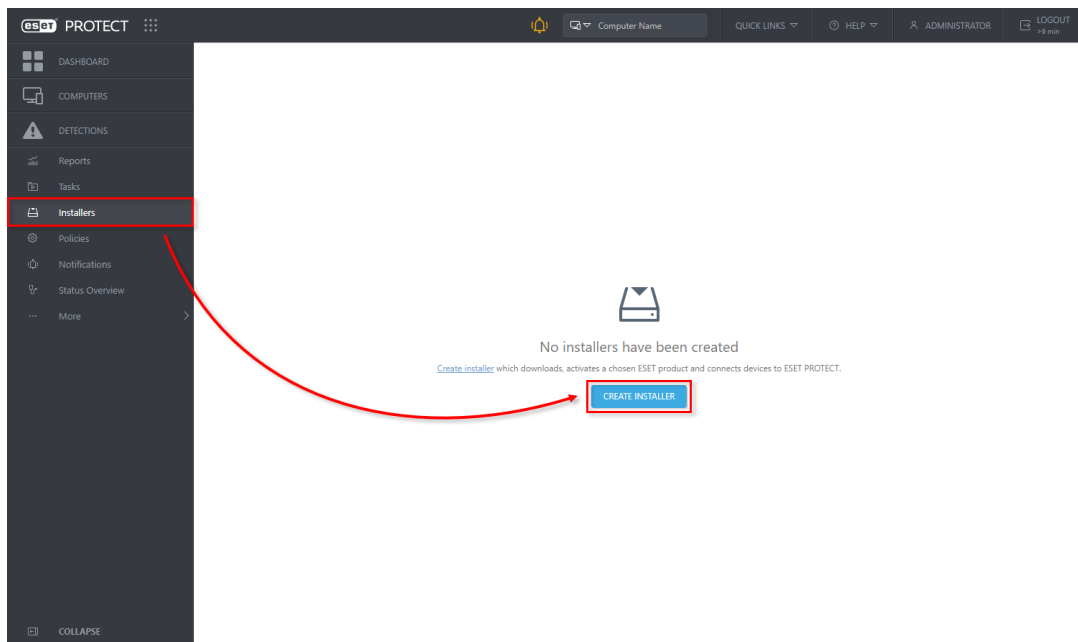 eset PROTECT
Computer Name
QUICK LINKS
HELP
ADMINISTRATOR
LOGOUT
>9 min
DASHBOARD
COMPUTERS
DETECTIONS
Reports
Tasks
Installers
Policies
Notifications
Status Overview
More
No installers have been created
Create installer which downloads, activates a chosen ESET product and connects devices to ESET PROTECT.
CREATE INSTALLER
COLLAPSE